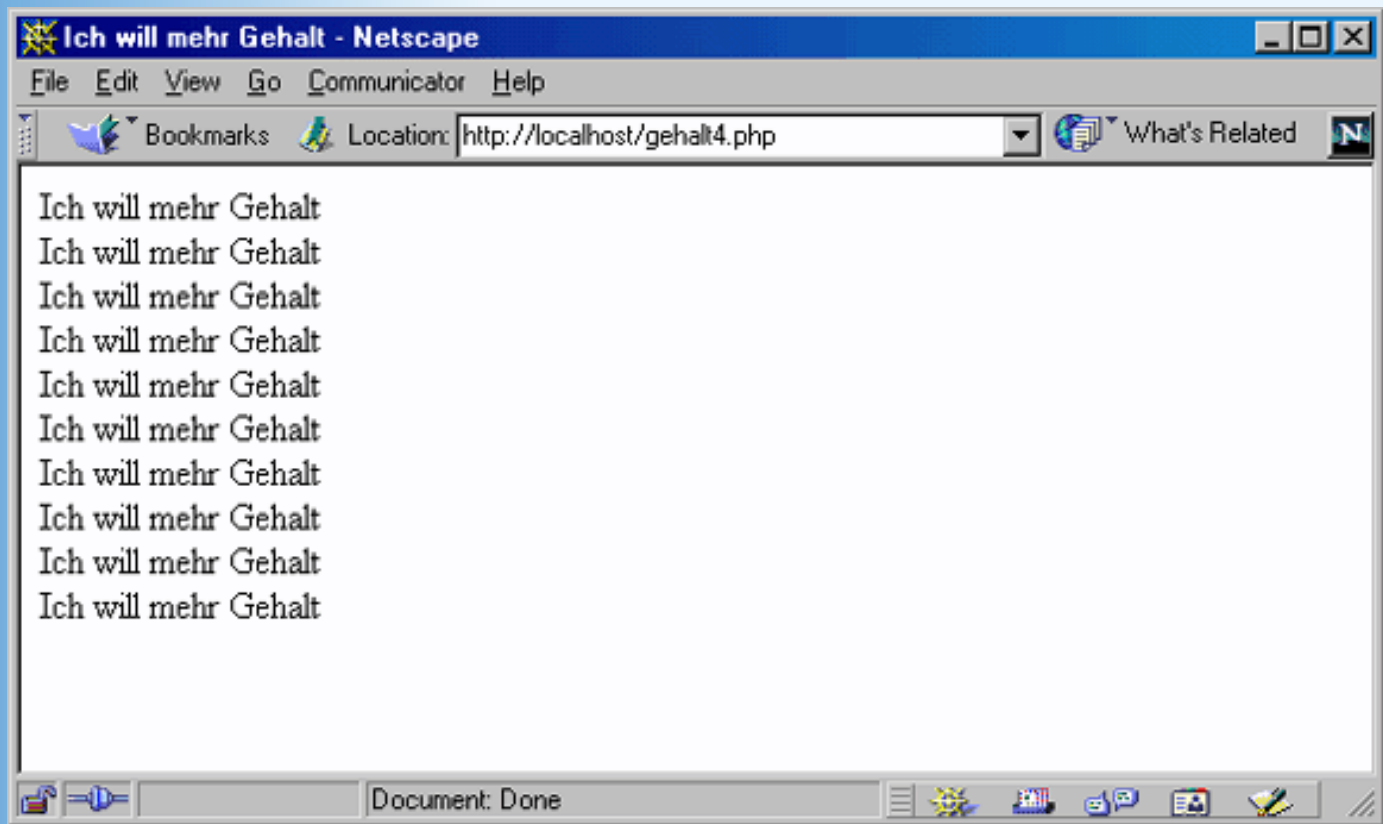 Ich will mehr Gehalt - Netscape
File Edit View Go Communicator Help
Bookmarks Location: http://localhost/gehalt4.php What's Related N
Ich will mehr Gehalt
Ich will mehr Gehalt
Ich will mehr Gehalt
Ich will mehr Gehalt
Ich will mehr Gehalt
Ich will mehr Gehalt
Ich will mehr Gehalt
Ich will mehr Gehalt
Ich will mehr Gehalt
Ich will mehr Gehalt
Document: Done